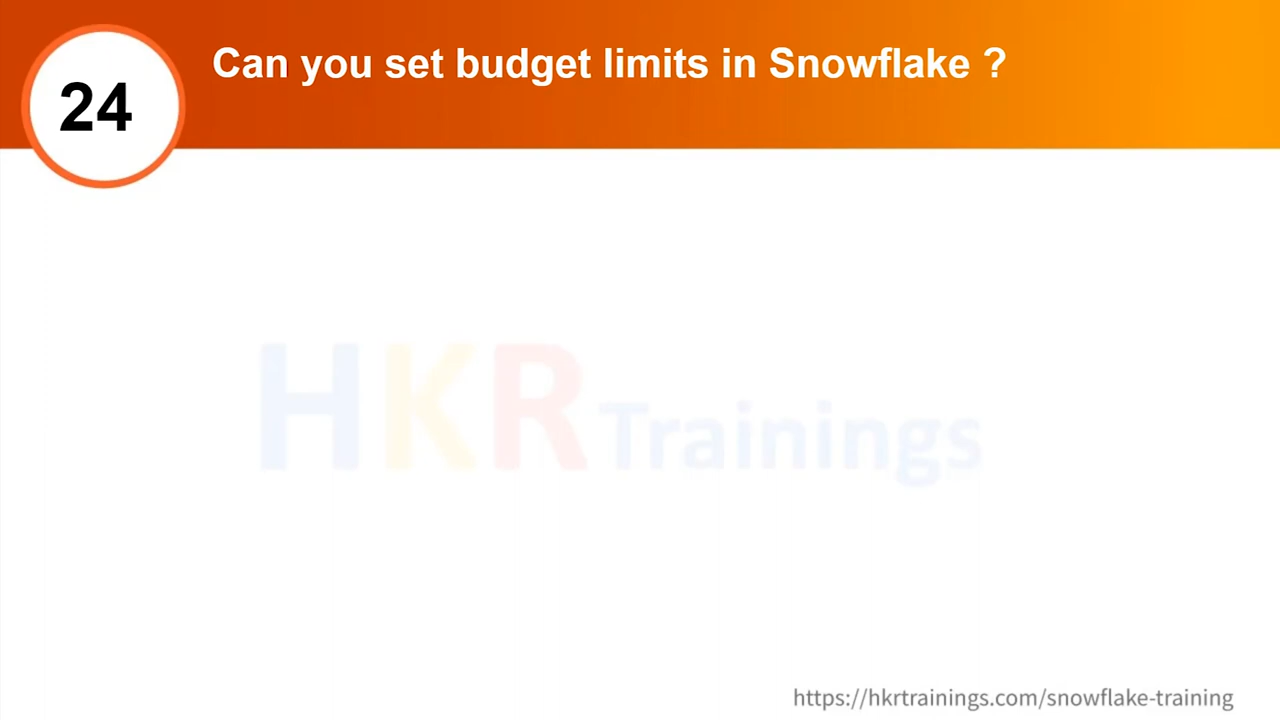 24
Can you set budget limits in Snowflake ?
HKR Trainings
https://hkrtrainings.com/snowflake-training